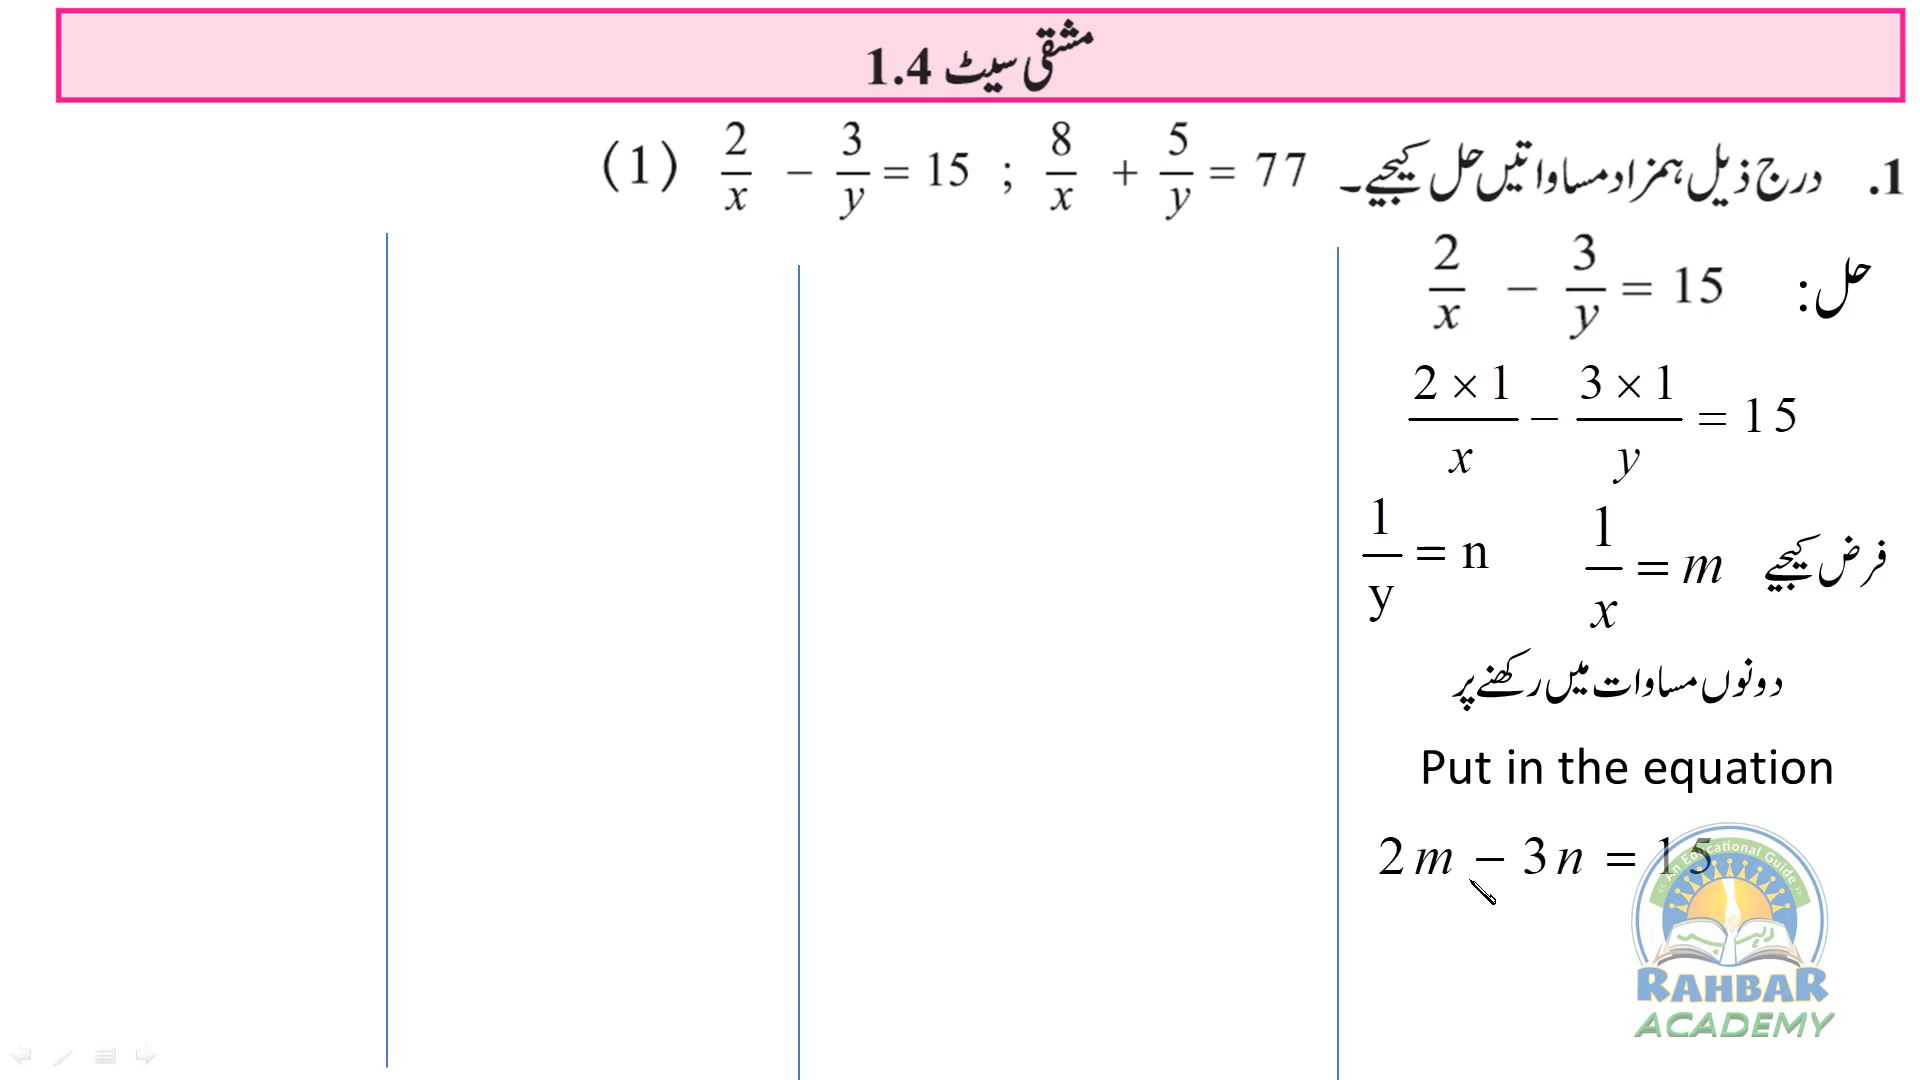 مشقی سیٹ 1.4
1. درج ذیل ہمزاد مساواتیں حل کیجیے۔ (1) 2/x − 3/y = 15 ; 8/x + 5/y = 77
حل : 2/x − 3/y = 15
2 × 1/x − 3 × 1/y = 15
فرض کیجیے 1/x = m 1/y = n
دونوں مساوات میں رکھنے پر
Put in the equation
2m − 3n = 15
<< An Educational Guide >>
رہبر
RAHBAR
ACADEMY